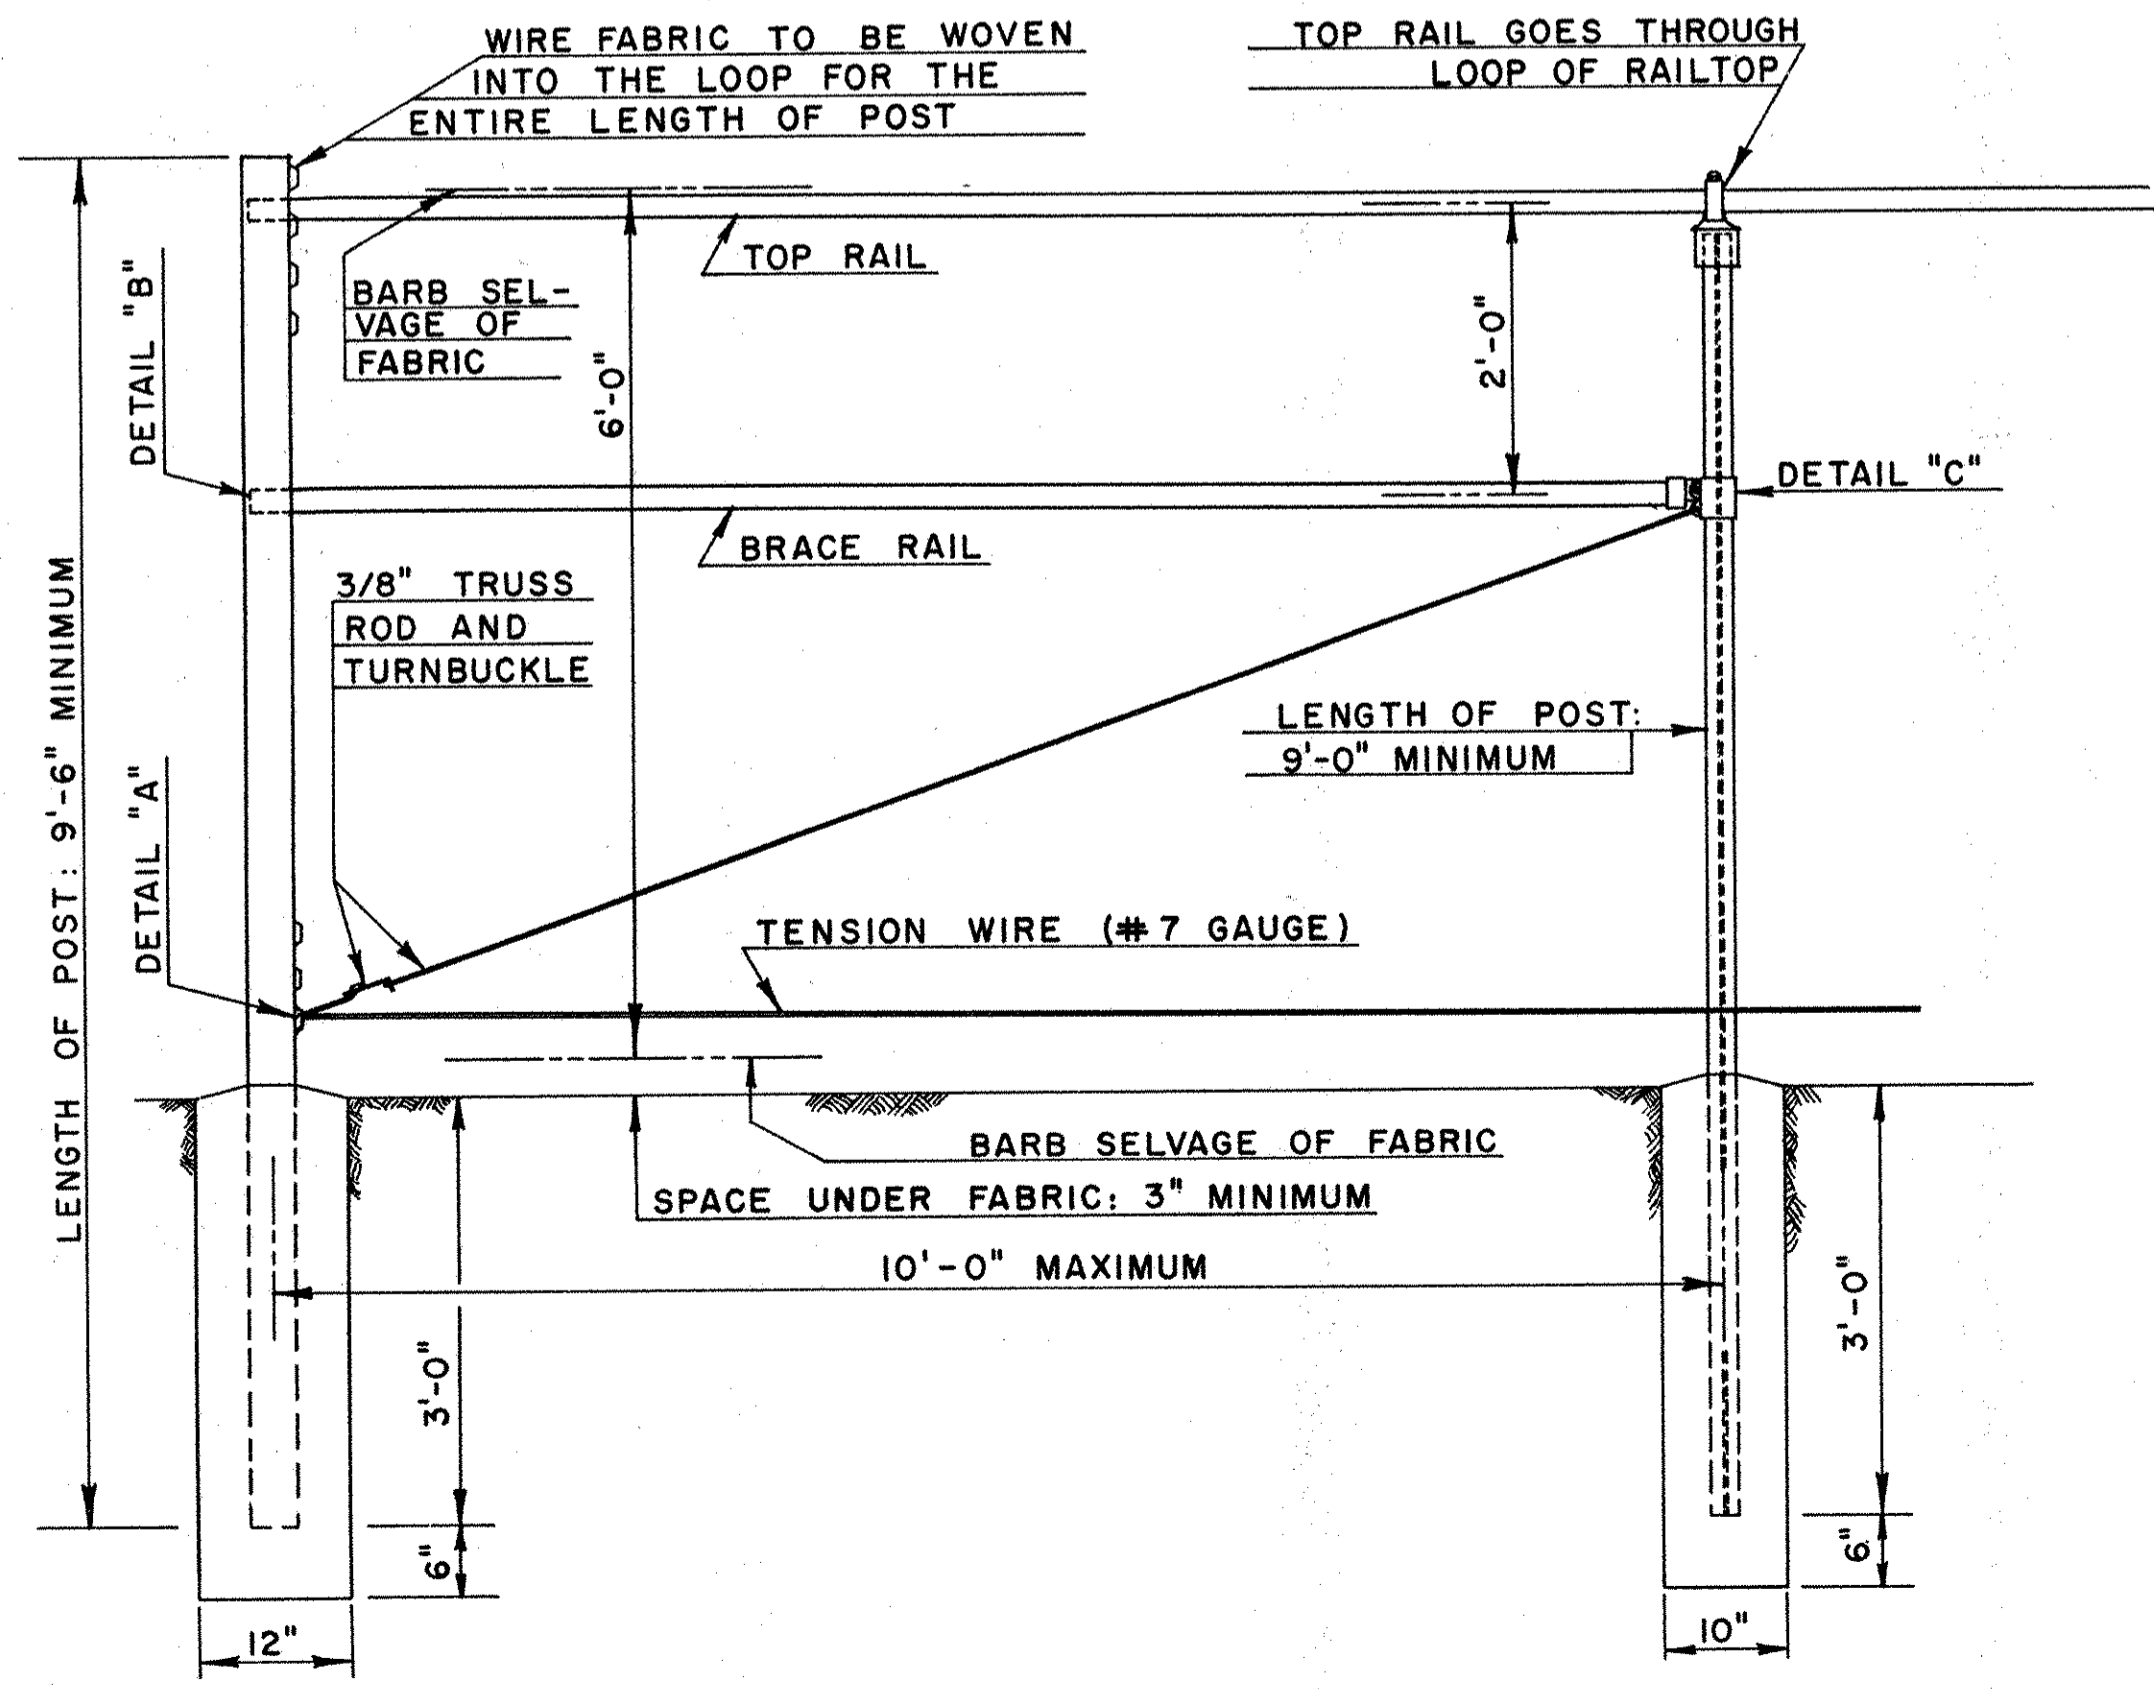 WIRE FABRIC TO BE WOVEN
INTO THE LOOP FOR THE
ENTIRE LENGTH OF POST
TOP RAIL GOES THROUGH
LOOP OF RAILTOP
TOP RAIL
BARB SEL-
VAGE OF
FABRIC
DETAIL "B"
6'-0"
2'-0"
DETAIL "C"
BRACE RAIL
3/8" TRUSS
ROD AND
TURNBUCKLE
LENGTH OF POST: 9'-6" MINIMUM
LENGTH OF POST:
9'-0" MINIMUM
DETAIL "A"
TENSION WIRE (#7 GAUGE)
BARB SELVAGE OF FABRIC
SPACE UNDER FABRIC: 3" MINIMUM
10'-0" MAXIMUM
3'-0"
3'-0"
6"
6"
12"
10"